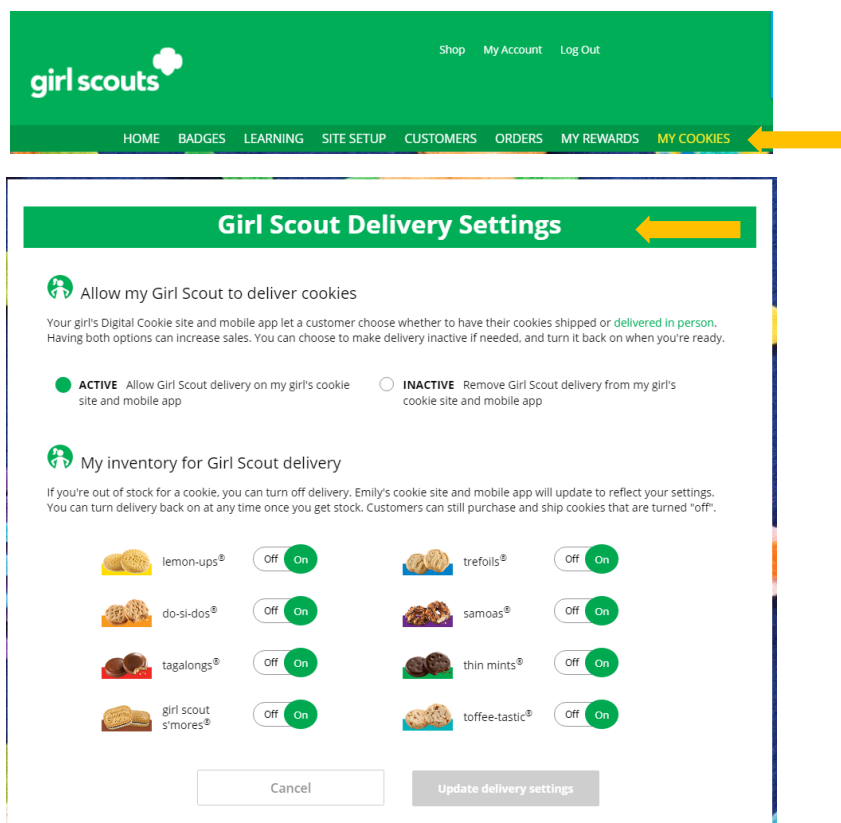 Shop My Account Log Out
girl scouts
HOME BADGES LEARNING SITE SETUP CUSTOMERS ORDERS MY REWARDS MY COOKIES
Girl Scout Delivery Settings
Allow my Girl Scout to deliver cookies
Your girl's Digital Cookie site and mobile app let a customer choose whether to have their cookies shipped or delivered in person.
Having both options can increase sales. You can choose to make delivery inactive if needed, and turn it back on when you're ready.
ACTIVE Allow Girl Scout delivery on my girl's cookie
site and mobile app
INACTIVE Remove Girl Scout delivery from my girl's
cookie site and mobile app
My inventory for Girl Scout delivery
If you're out of stock for a cookie, you can turn off delivery. Emily's cookie site and mobile app will update to reflect your settings.
You can turn delivery back on at any time once you get stock. Customers can still purchase and ship cookies that are turned "off".
lemon-ups® Off On
trefoils® Off On
do-si-dos® Off On
samoas® Off On
tagalongs® Off On
thin mints® Off On
girl scout
s'mores® Off On
toffee-tastic® Off On
Cancel
Update delivery settings